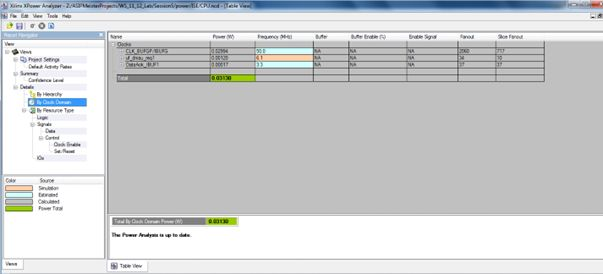 Xilinx XPower Analyzer - Z:/ASIPMeisterProjects/WS_11_12_Lab/Session5/power/ISE/CPU.ncd - [Table View]
File Edit View Tools Help
Report Navigator
View
Views
Project Settings
Default Activity Rates
Summary
Confidence Level
Details
By Hierarchy
By Clock Domain
By Resource Type
Logic
Signals
Data
Control
Clock Enable
Set/Reset
IOs
Name Power (W) Frequency (MHz) Buffer Buffer Enable (%) Enable Signal Fanout Slice Fanout
Clocks
CLK_BUFGP/IBUFG 0.02994 50.0 NA NA NA 2060 717
uf_dmau_req1 0.00120 6.1 NA NA NA 34 10
DataAck_IBUF1 0.00017 3.3 NA NA NA 37 37
Total 0.03130
Color Source
Simulation
Estimated
Calculated
Power Total
Total By Clock Domain Power (W) 0.03130
The Power Analysis is up to date.
Views
Table View